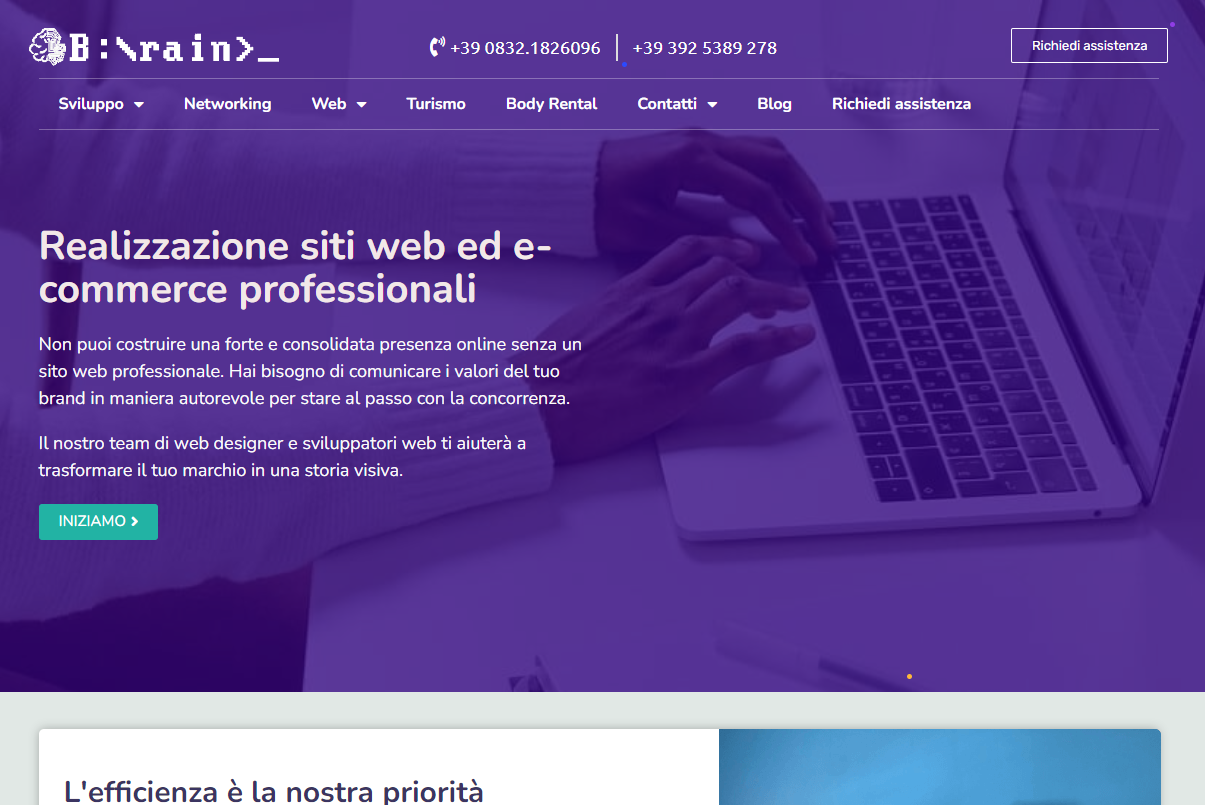 B:\rain>_
+39 0832.1826096
+39 392 5389 278
Richiedi assistenza
Sviluppo
Networking
Web
Turismo
Body Rental
Contatti
Blog
Richiedi assistenza
Realizzazione siti web ed e-
commerce professionali
Non puoi costruire una forte e consolidata presenza online senza un
sito web professionale. Hai bisogno di comunicare i valori del tuo
brand in maniera autorevole per stare al passo con la concorrenza.
Il nostro team di web designer e sviluppatori web ti aiuterà a
trasformare il tuo marchio in una storia visiva.
INIZIAMO
L'efficienza è la nostra priorità